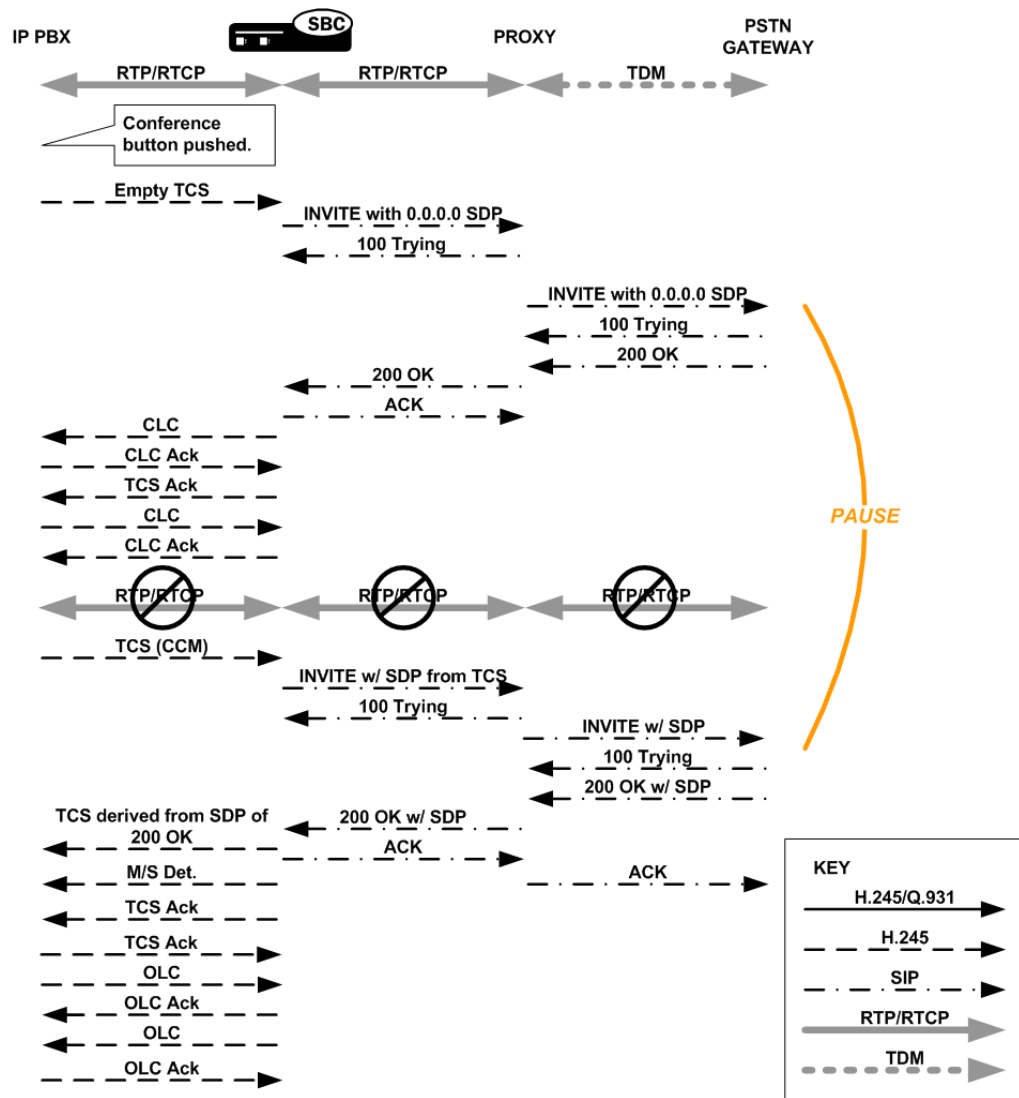 SBC
IP PBX
PROXY
PSTN
GATEWAY
RTP/RTCP
RTP/RTCP
TDM
Conference
button pushed.
Empty TCS
INVITE with 0.0.0.0 SDP
100 Trying
INVITE with 0.0.0.0 SDP
100 Trying
200 OK
200 OK
ACK
CLC
CLC Ack
TCS Ack
CLC
CLC Ack
PAUSE
RTP/RTCP
RTP/RTCP
RTP/RTCP
TCS (CCM)
INVITE w/ SDP from TCS
100 Trying
INVITE w/ SDP
100 Trying
200 OK w/ SDP
200 OK w/ SDP
TCS derived from SDP of
200 OK
ACK
ACK
M/S Det.
TCS Ack
TCS Ack
OLC
OLC Ack
OLC
OLC Ack
KEY
H.245/Q.931
H.245
SIP
RTP/RTCP
TDM